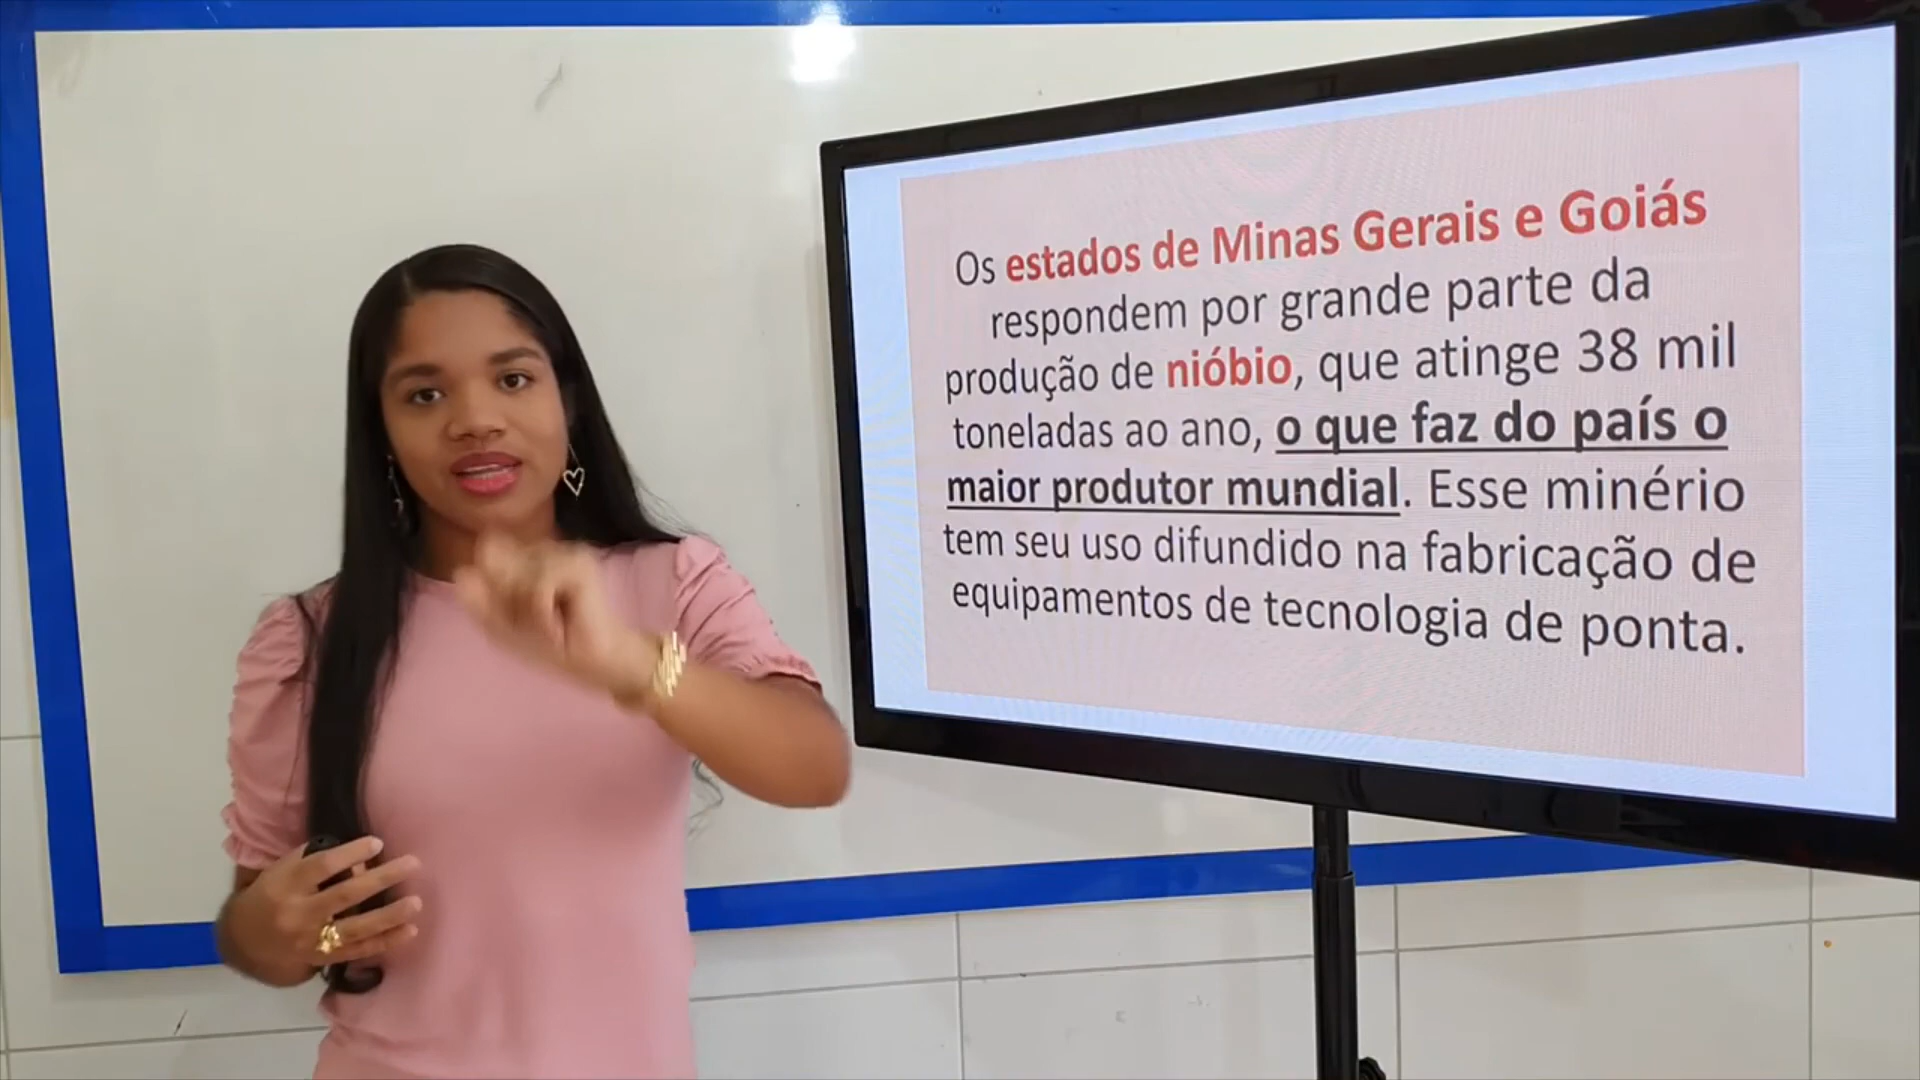 Os estados de Minas Gerais e Goiás
respondem por grande parte da
produção de nióbio, que atinge 38 mil
toneladas ao ano, o que faz do país o
maior produtor mundial. Esse minério
tem seu uso difundido na fabricação de
equipamentos de tecnologia de ponta.